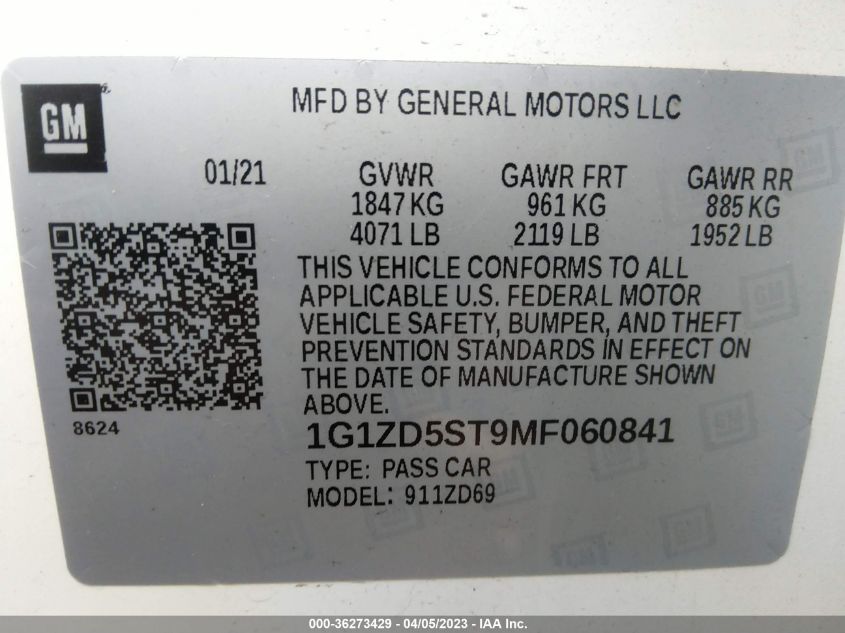 GM
MFD BY GENERAL MOTORS LLC
01/21 GVWR GAWR FRT GAWR RR
1847 KG 961 KG 885 KG
4071 LB 2119 LB 1952 LB
THIS VEHICLE CONFORMS TO ALL
APPLICABLE U.S. FEDERAL MOTOR
VEHICLE SAFETY, BUMPER, AND THEFT
PREVENTION STANDARDS IN EFFECT ON
THE DATE OF MANUFACTURE SHOWN
ABOVE.
8624
1G1ZD5ST9MF060841
TYPE: PASS CAR
MODEL: 911ZD69
000-36273429 - 04/05/2023 - IAA Inc.